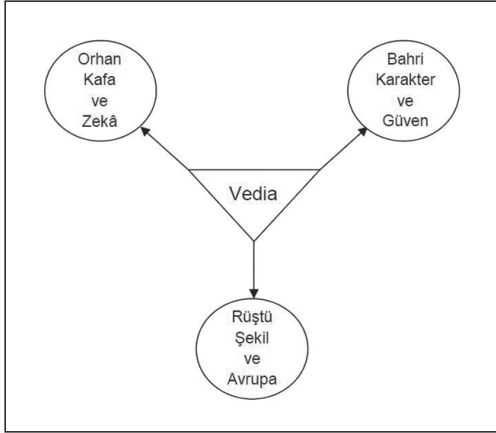 Orhan
Kafa
ve
Zekâ
Bahri
Karakter
ve
Güven
Vedia
Rüştü
Şekil
ve
Avrupa